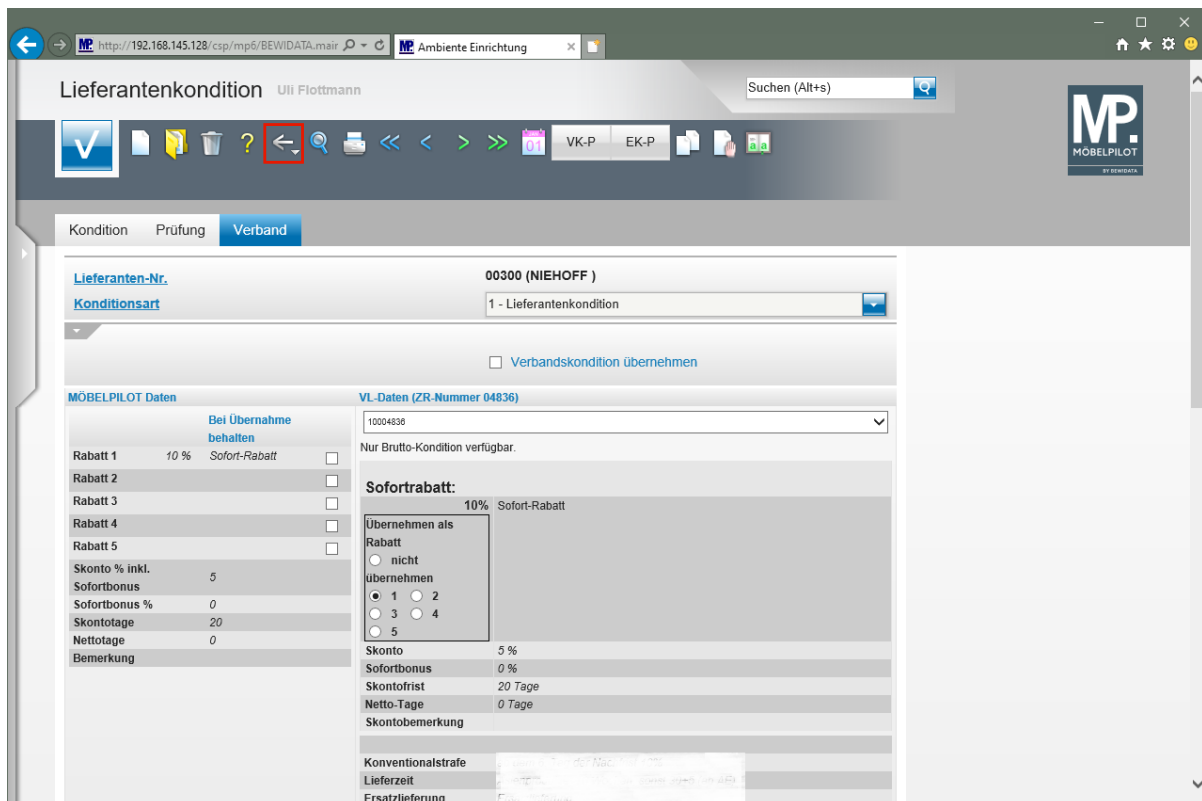 http://192.168.145.128/csp/mp6/BEWIDATA.mair
MP. Ambiente Einrichtung
Lieferantenkondition Uli Flottmann
Suchen (Alt+s)
01 VK-P EK-P
MP.
MÖBELPILOT
BY BEWIDATA
Kondition Prüfung Verband
Lieferanten-Nr. 00300 (NIEHOFF )
Konditionsart 1 - Lieferantenkondition
Verbandskondition übernehmen
MÖBELPILOT Daten VL-Daten (ZR-Nummer 04836)
Bei Übernahme
behalten
10004836
Nur Brutto-Kondition verfügbar.
Rabatt 1 10 % Sofort-Rabatt
Rabatt 2
Rabatt 3
Rabatt 4
Rabatt 5
Skonto % inkl.
Sofortbonus 5
Sofortbonus % 0
Skontotage 20
Nettotage 0
Bemerkung
Sofortrabatt:
10% Sofort-Rabatt
Übernehmen als
Rabatt
nicht
übernehmen
1 2
3 4
5
Skonto 5 %
Sofortbonus 0 %
Skontofrist 20 Tage
Netto-Tage 0 Tage
Skontobemerkung
Konventionalstrafe
Lieferzeit
Ersatzlieferung